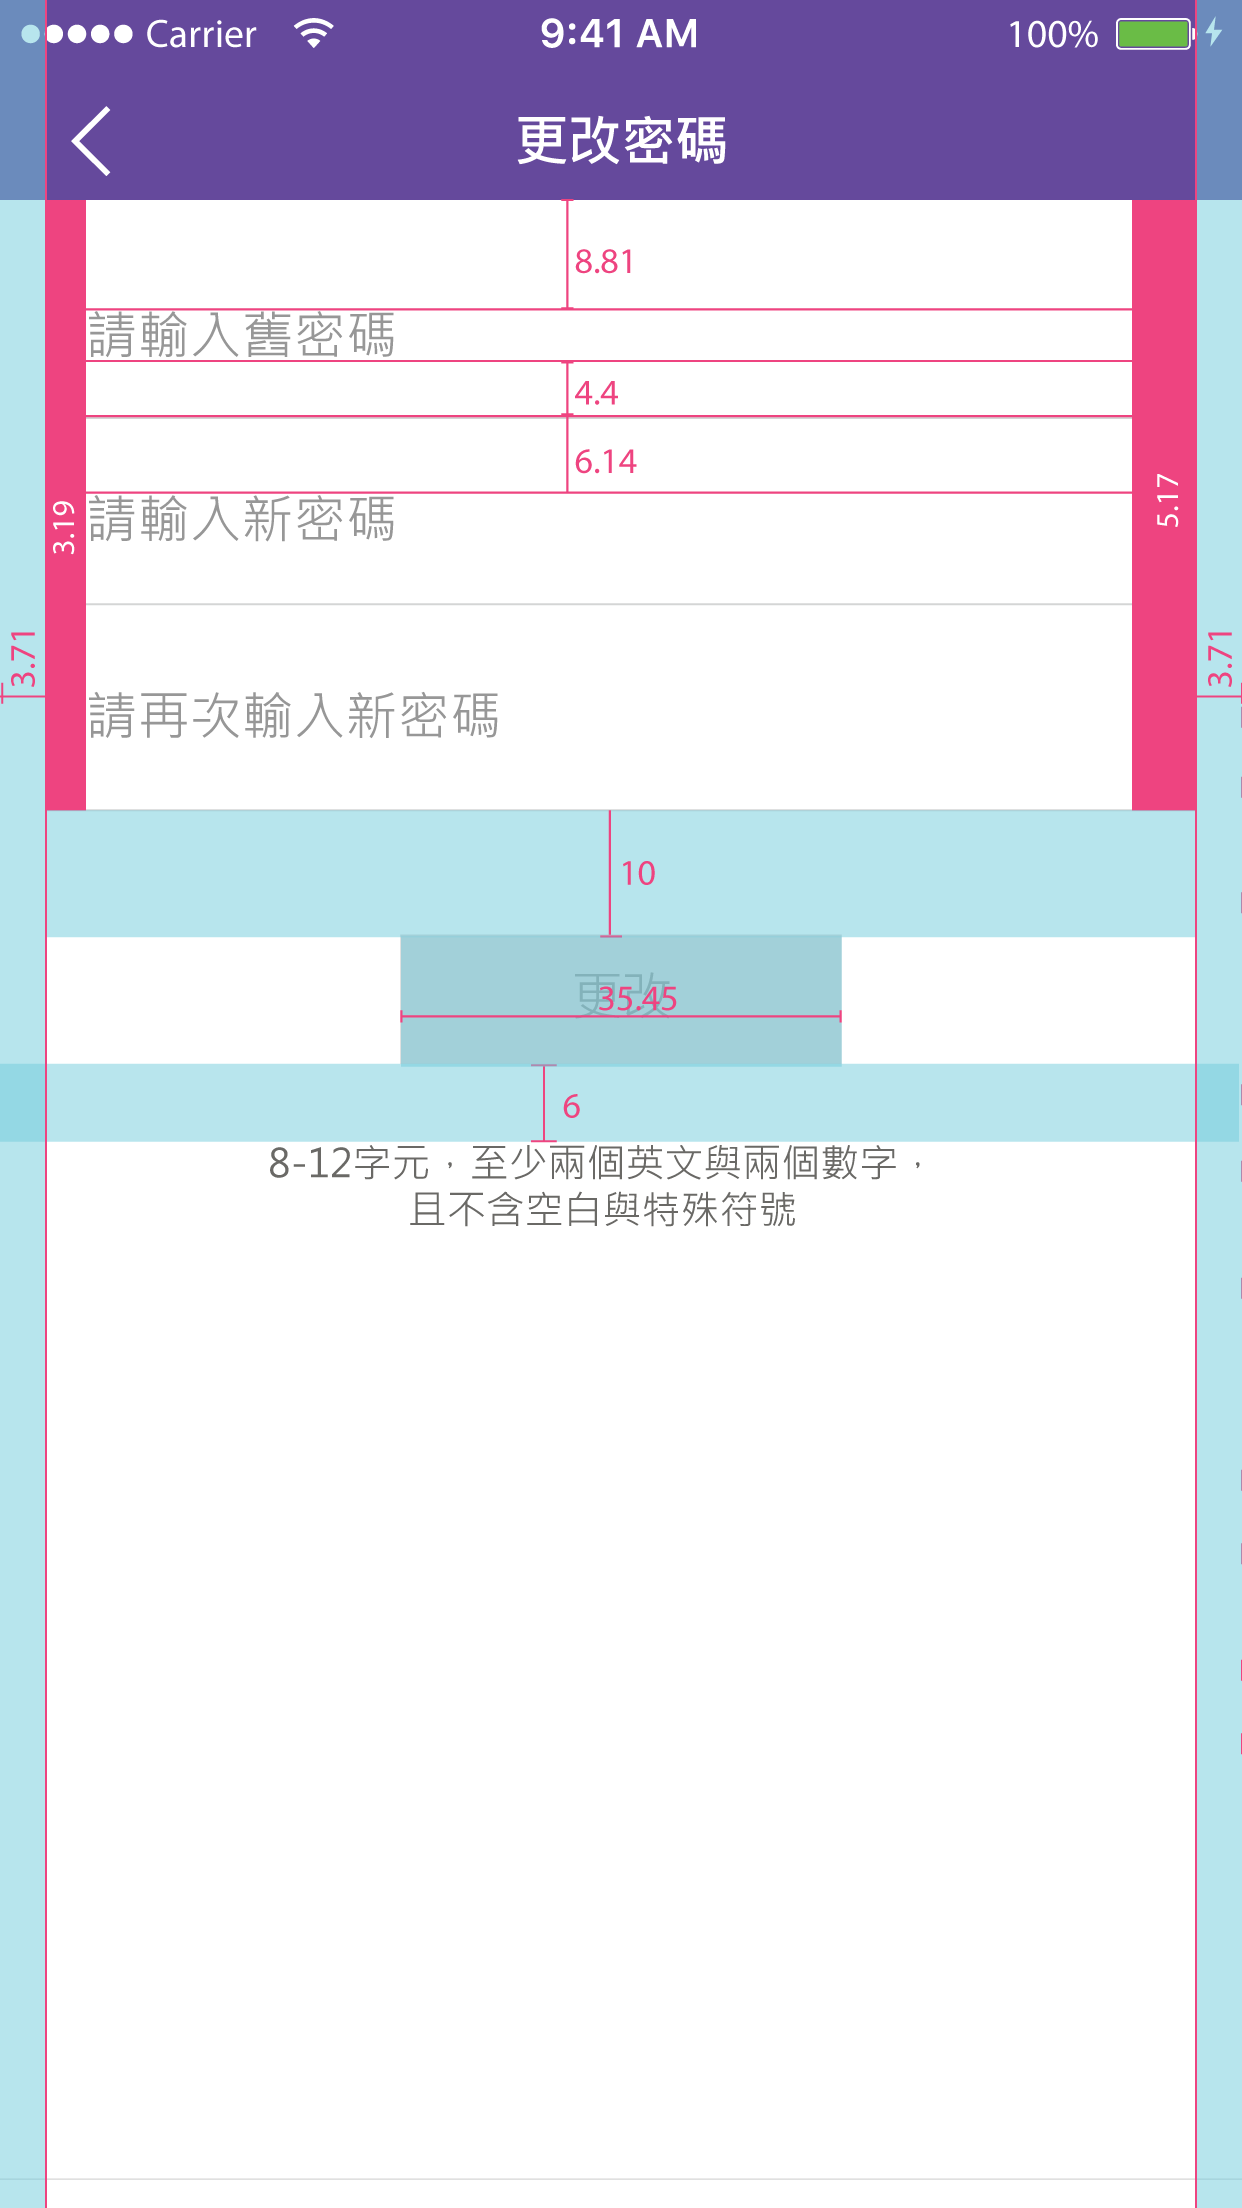 Carrier 9:41 AM 100%
更改密碼
8.81
請輸入舊密碼
4.4
6.14
請輸入新密碼
3.19
5.17
3.71
3.71
請再次輸入新密碼
10
更改
35.45
6
8-12字元，至少兩個英文與兩個數字，
且不含空白與特殊符號